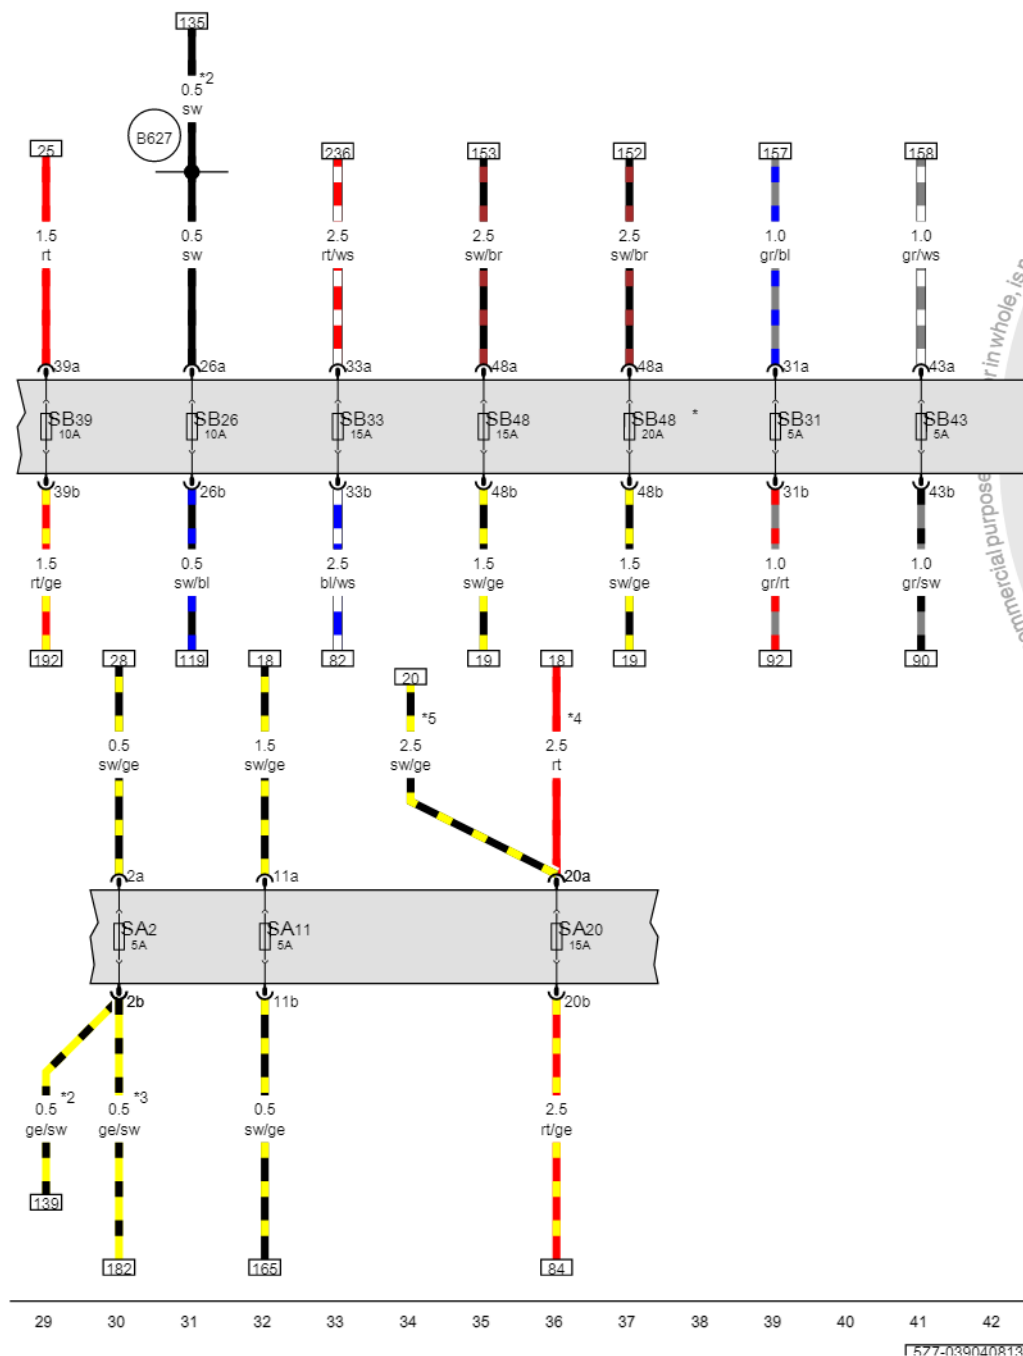 135
*2
0.5
sw
B627
25
236
153
152
157
158
1.5
rt
0.5
sw
2.5
rt/ws
2.5
sw/br
2.5
sw/br
1.0
gr/bl
1.0
gr/ws
or in whole, is
39a
26a
33a
48a
48a
31a
43a
SB39
10A
SB26
10A
SB33
15A
SB48
15A
SB48 *
20A
SB31
5A
SB43
5A
39b
26b
33b
48b
48b
31b
43b
mmercial purpose
1.5
rt/ge
0.5
sw/bl
2.5
bl/ws
1.5
sw/ge
1.5
sw/ge
1.0
gr/rt
1.0
gr/sw
192
28
119
18
82
20
19
18
19
92
90
0.5
sw/ge
1.5
sw/ge
*5
2.5
sw/ge
*4
2.5
rt
2a
11a
20a
SA2
5A
SA11
5A
SA20
15A
2b
11b
20b
*2
0.5
ge/sw
*3
0.5
ge/sw
0.5
sw/ge
2.5
rt/ge
139
182
165
84
29 30 31 32 33 34 35 36 37 38 39 40 41 42
5Z7-039040813